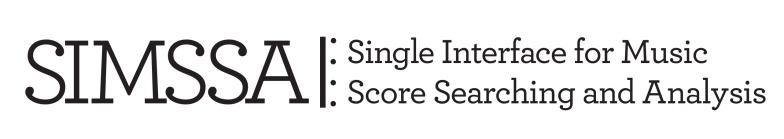 SIMSSA
Single Interface for Music
Score Searching and Analysis